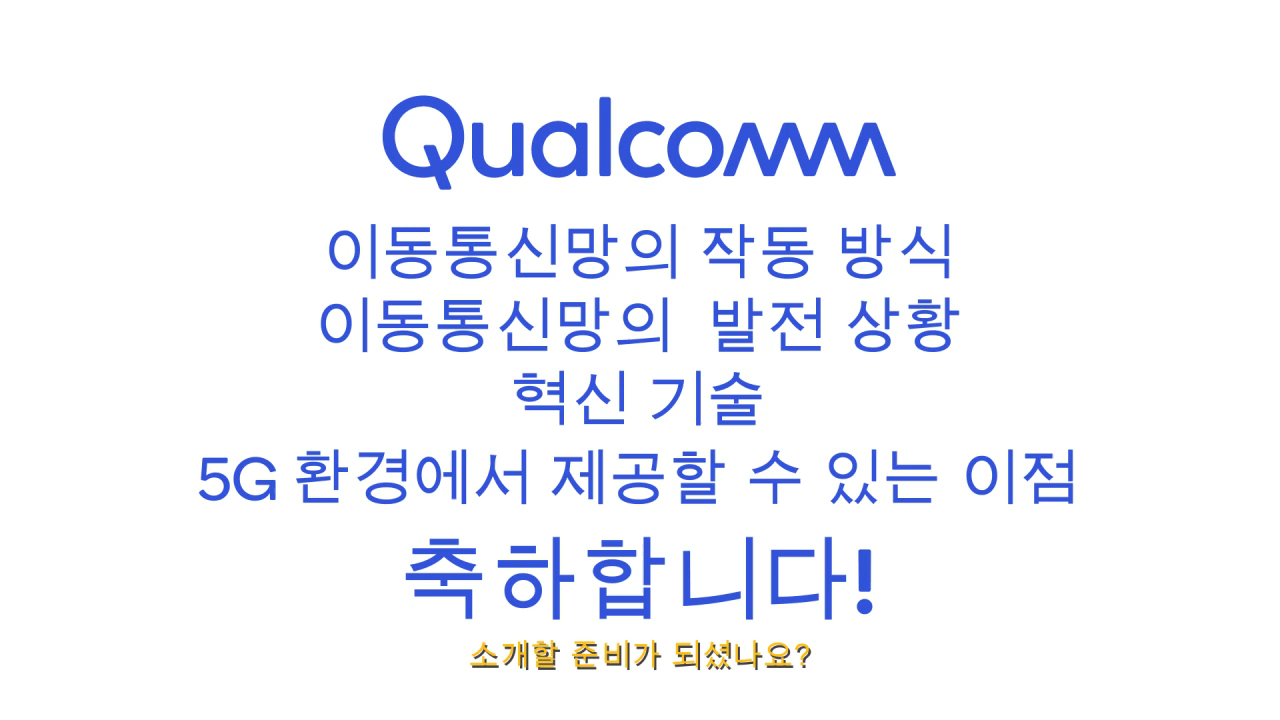 Qualcomm
이동통신망의 작동 방식
이동통신망의 발전 상황
혁신 기술
5G 환경에서 제공할 수 있는 이점
축하합니다!
소개할 준비가 되셨나요?